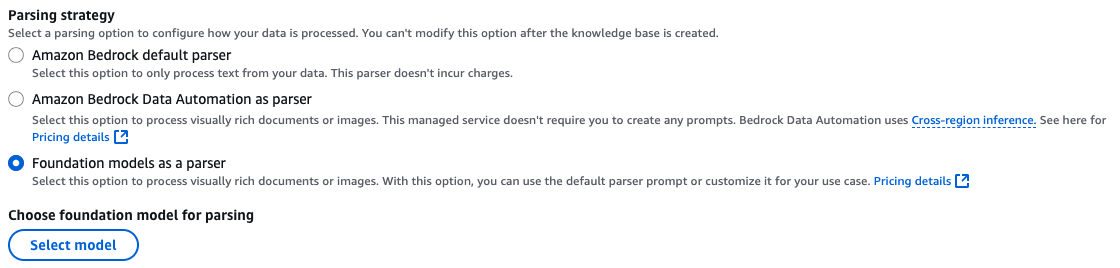 Parsing strategy
Select a parsing option to configure how your data is processed. You can't modify this option after the knowledge base is created.
Amazon Bedrock default parser
Select this option to only process text from your data. This parser doesn't incur charges.
Amazon Bedrock Data Automation as parser
Select this option to process visually rich documents or images. This managed service doesn't require you to create any prompts. Bedrock Data Automation uses Cross-region inference. See here for
Pricing details
Foundation models as a parser
Select this option to process visually rich documents or images. With this option, you can use the default parser prompt or customize it for your use case. Pricing details
Choose foundation model for parsing
Select model